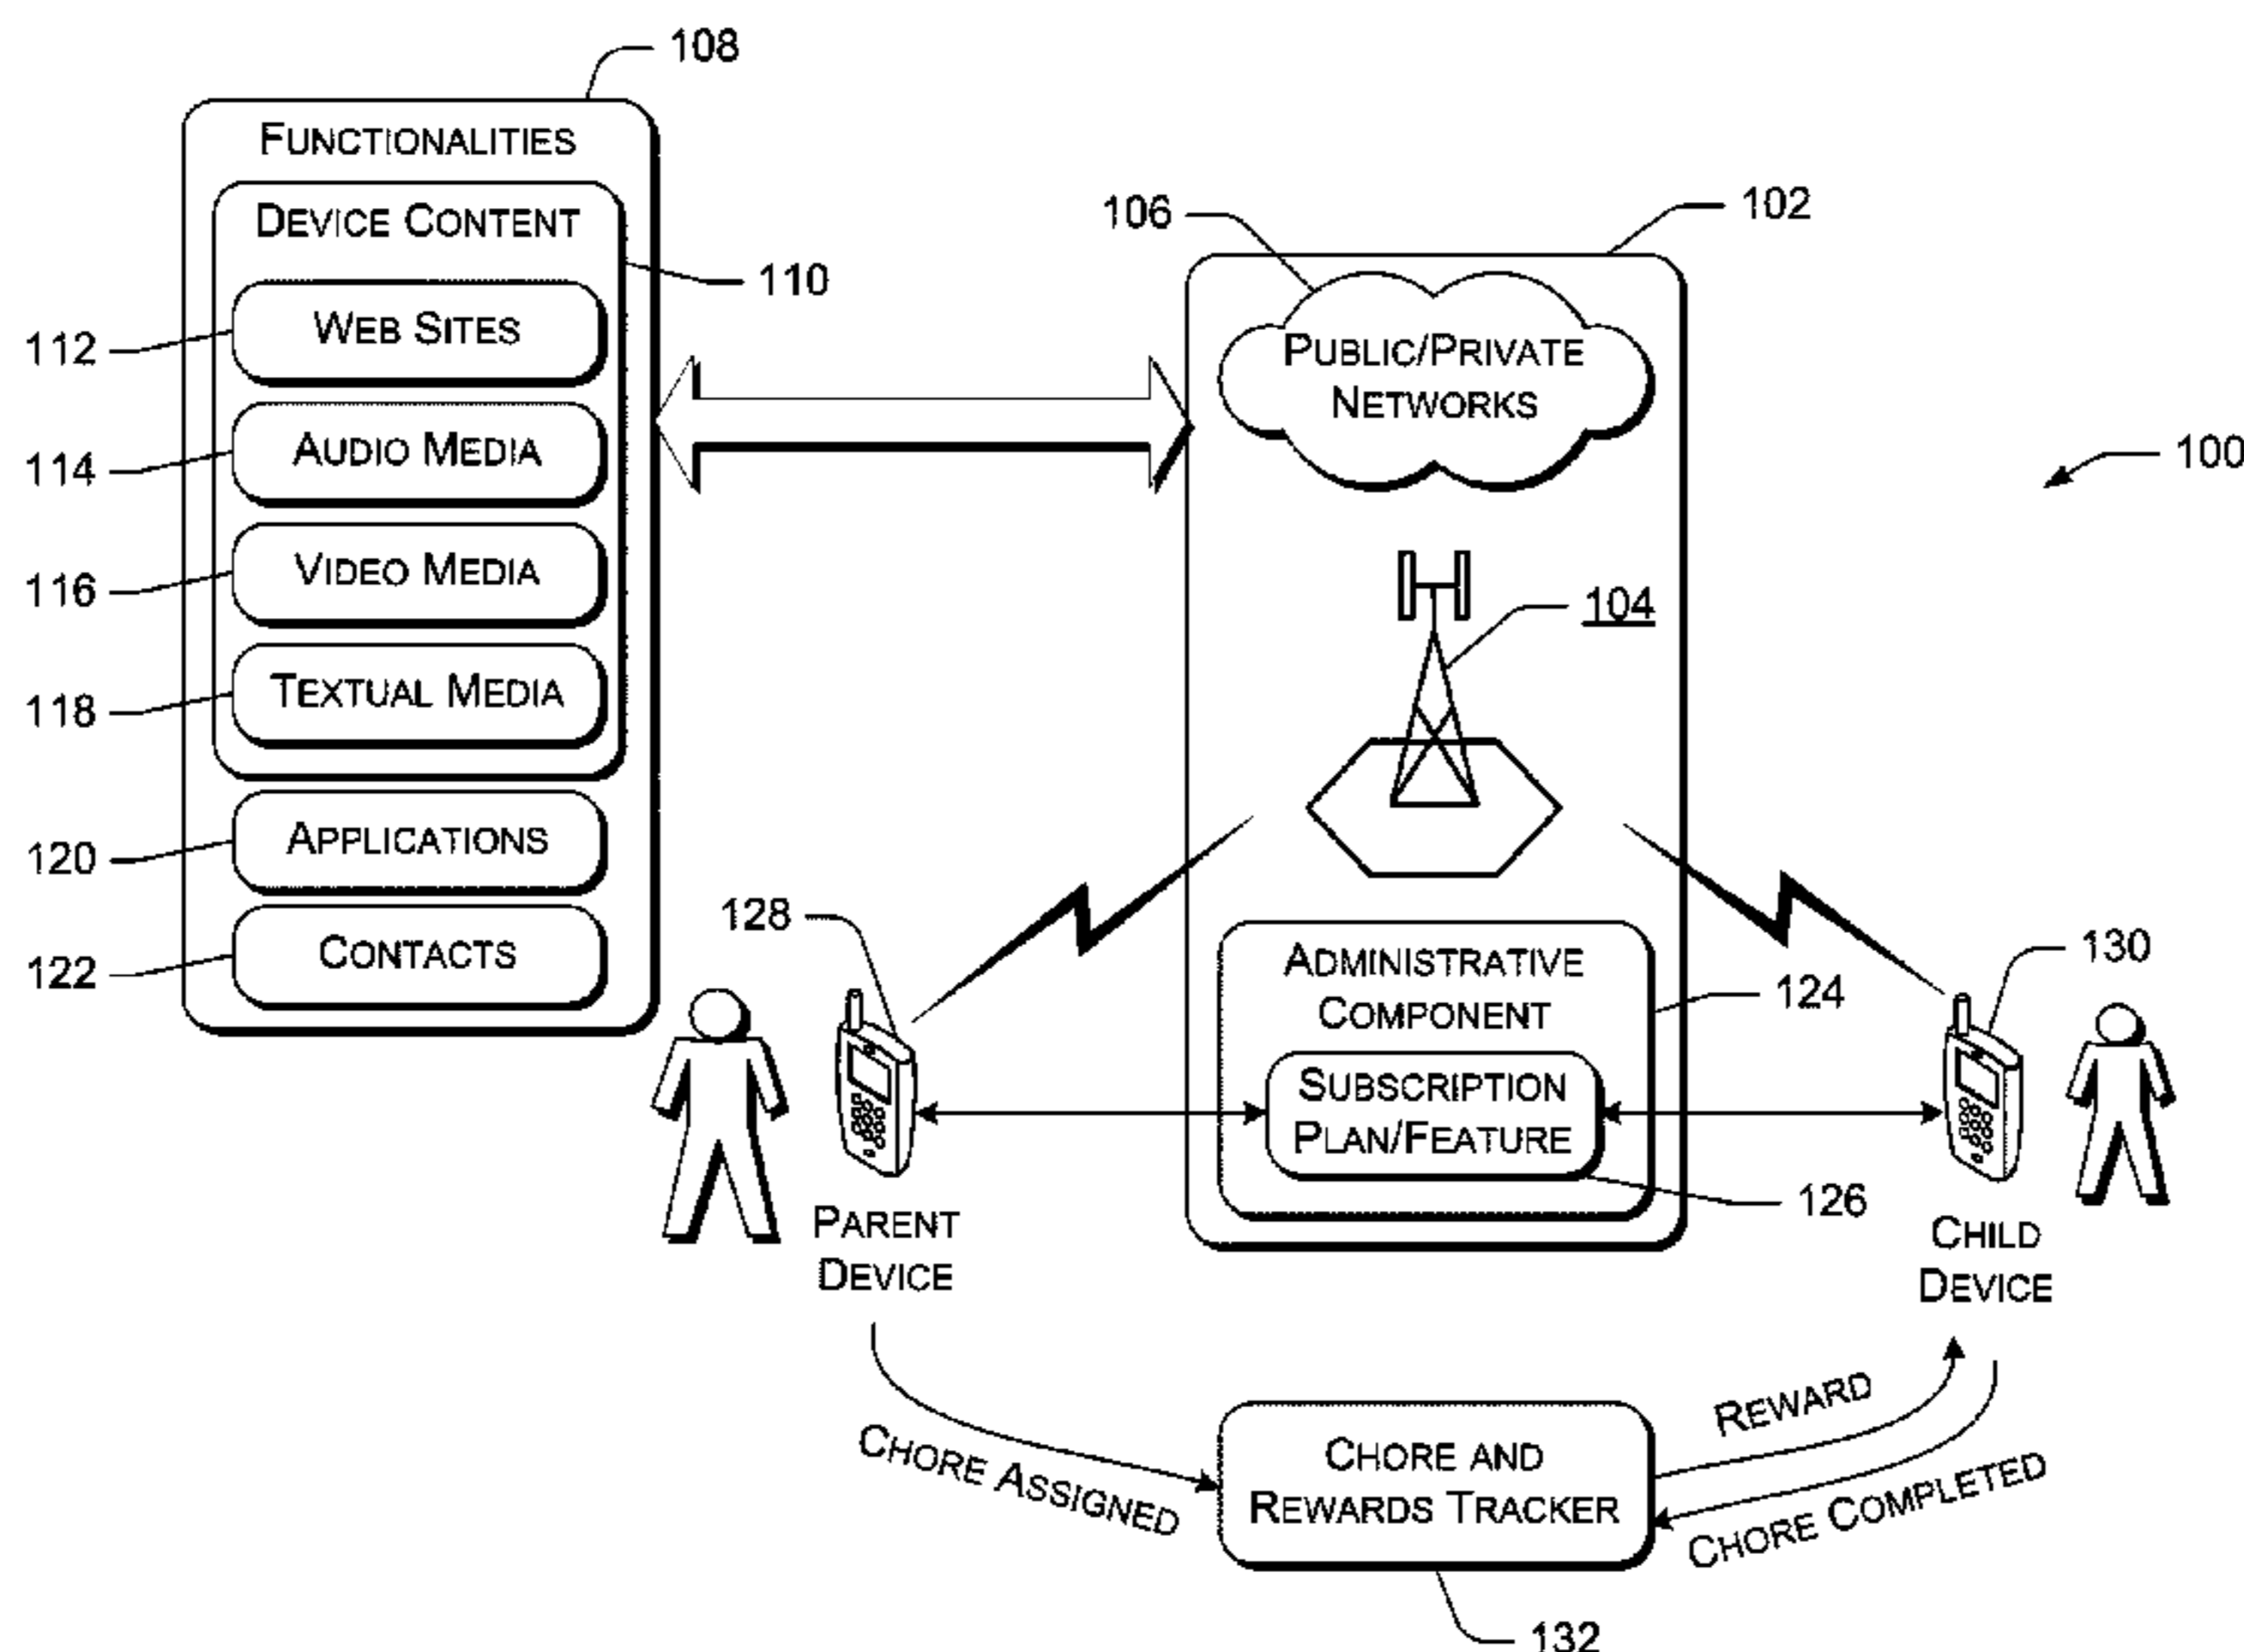 108
FUNCTIONALITIES
DEVICE CONTENT
110
112
WEB SITES
114
AUDIO MEDIA
116
VIDEO MEDIA
118
TEXTUAL MEDIA
120
APPLICATIONS
122
CONTACTS
106
102
PUBLIC/PRIVATE
NETWORKS
100
104
128
ADMINISTRATIVE
COMPONENT
124
SUBSCRIPTION
PLAN/FEATURE
126
130
PARENT
DEVICE
CHILD
DEVICE
CHORE ASSIGNED
CHORE AND
REWARDS TRACKER
REWARD
CHORE COMPLETED
132